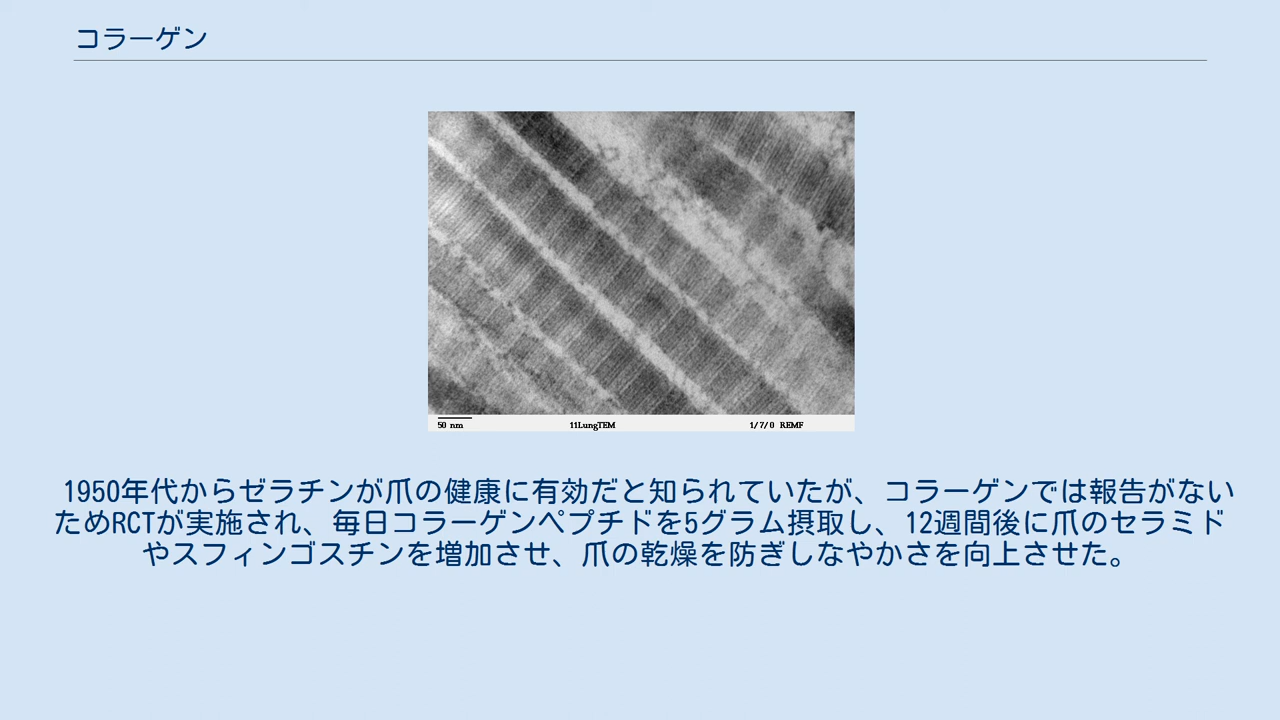 コラーゲン
50 nm 11LungTEM 1/7/0 REMF
1950年代からゼラチンが爪の健康に有効だと知られていたが、コラーゲンでは報告がない
ためRCTが実施され、毎日コラーゲンペプチドを5グラム摂取し、12週間後に爪のセラミド
やスフィンゴスチンを増加させ、爪の乾燥を防ぎしなやかさを向上させた。